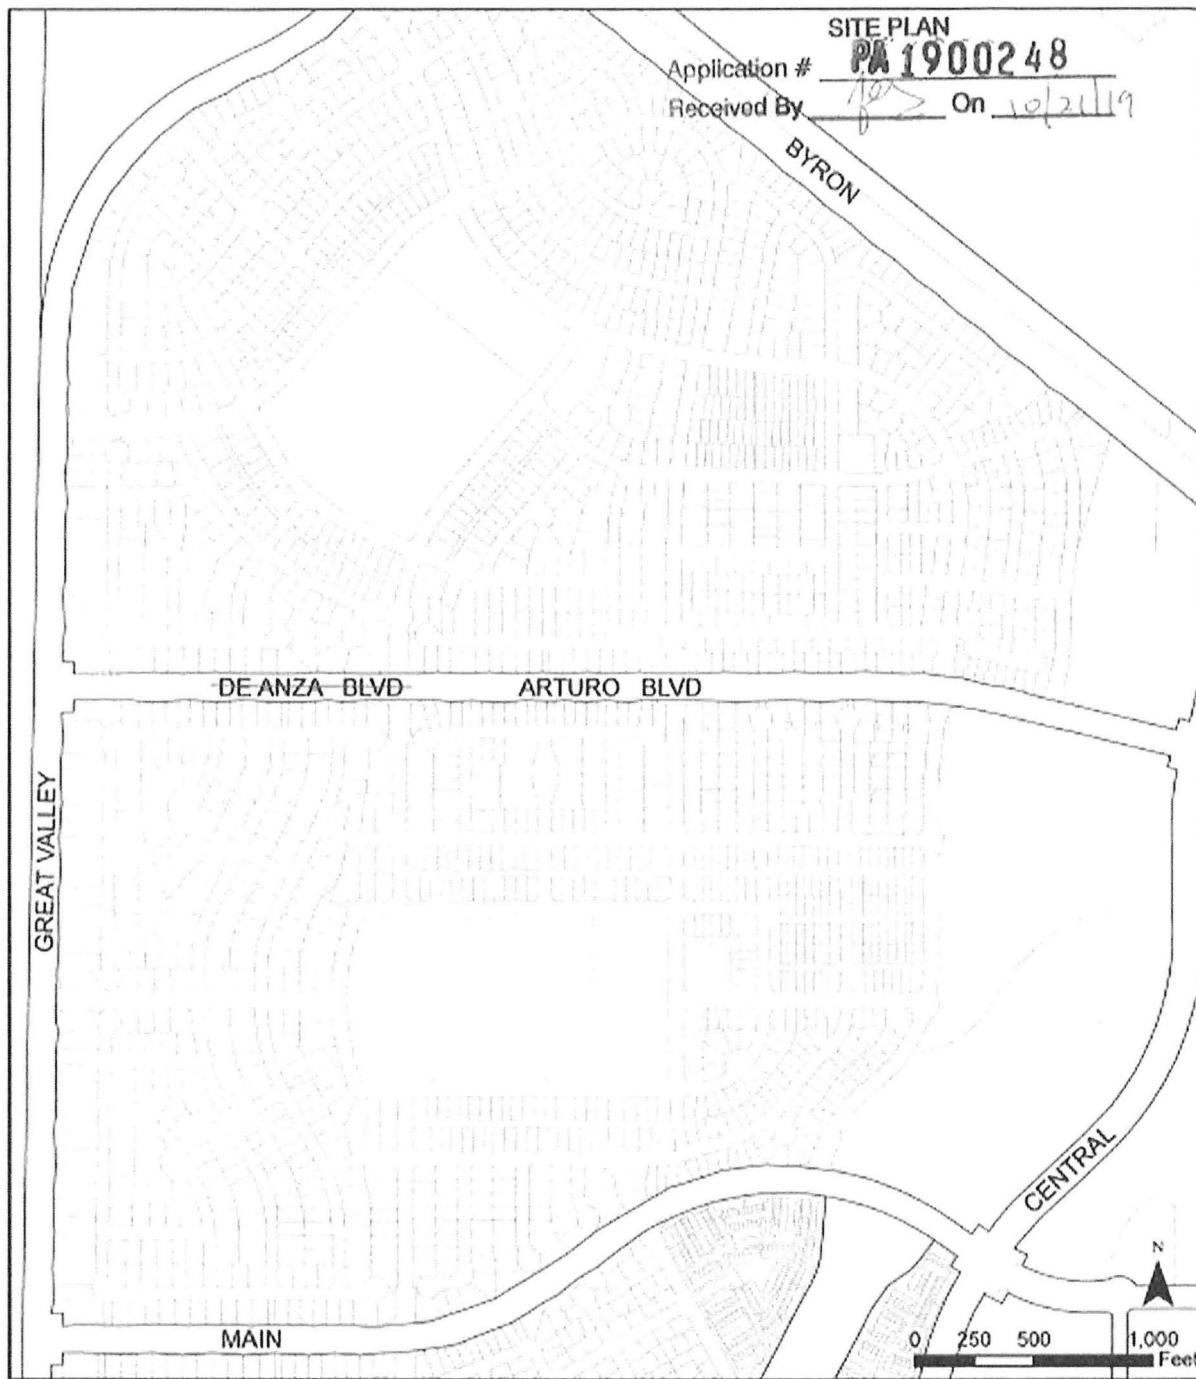 SITE PLAN
Application # PA 1900248
Received By On 10/21/19
BYRON
DE ANZA BLVD ARTURO BLVD
GREAT VALLEY
CENTRAL
MAIN
N
0 250 500 1,000
Feet